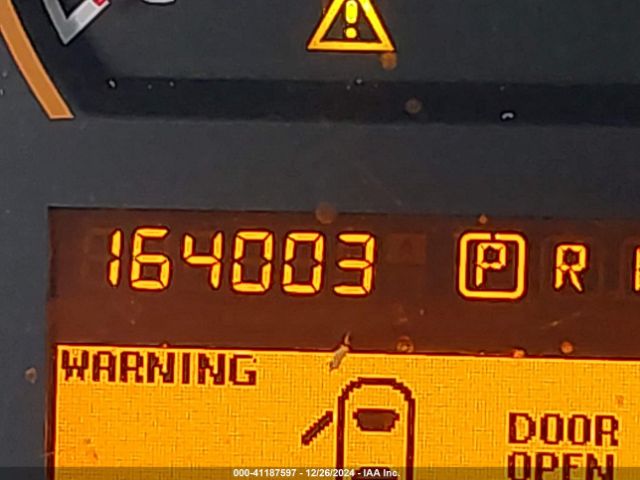 164003 P R
WARNING
DOOR
OPEN
000-41187597 - 12/26/2024 - IAA Inc.